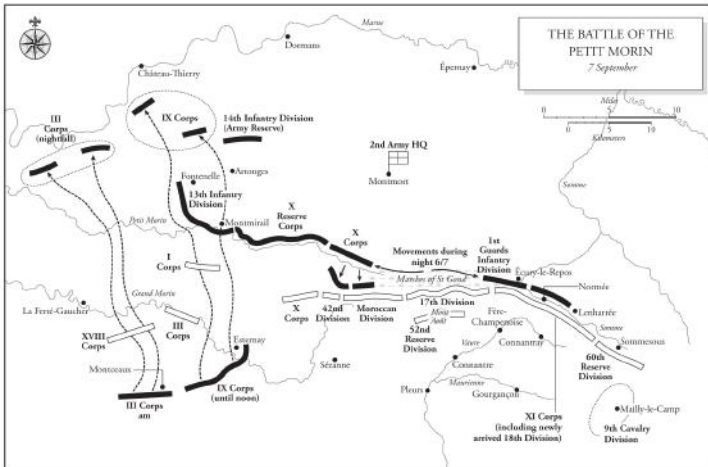 THE BATTLE OF THE
PETIT MORIN
7 September
Miles
0
5
10
0
5
10
Kilometers
Marne
Dormans
Épernay
Château-Thierry
III
Corps
(nightfall)
IX Corps
14th Infantry Division
(Army Reserve)
2nd Army HQ
Montmort
Somme
Fontenelle
Artonges
13th Infantry
Division
Petit Morin
Montmirail
X
Reserve
Corps
X
Corps
Movements during
night 6/7
1st
Guards
Infantry
Division
Écury-le-Repos
Normée
Marches of St Gond
I
Corps
Grand Morin
La Ferté-Gaucher
XVIII
Corps
III
Corps
X
Corps
42nd
Division
Moroccan
Division
17th Division
52nd
Reserve
Division
Fère-
Champenoise
Connantray
Lenharrée
Somme
Sommesous
60th
Reserve
Division
Vaure
Connantre
Maurienne
Gourgançon
Pleurs
Sézanne
Esternay
Montceaux
III Corps
am
IX Corps
(until noon)
XI Corps
(including newly
arrived 18th Division)
Mailly-le-Camp
9th Cavalry
Division